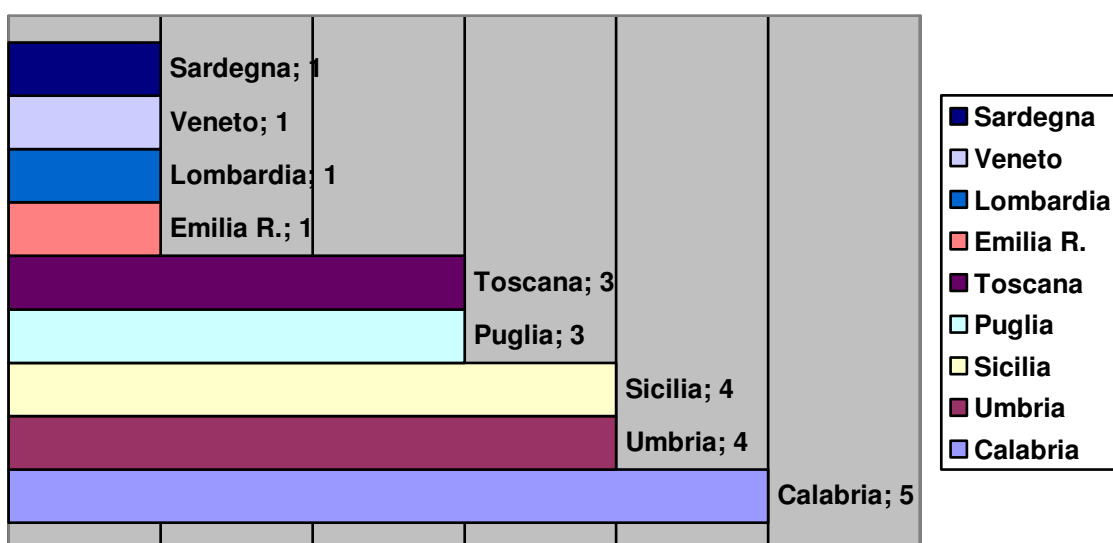 Sardegna; 1
Veneto; 1
Lombardia; 1
Emilia R.; 1
Toscana; 3
Puglia; 3
Sicilia; 4
Umbria; 4
Calabria; 5
Sardegna
Veneto
Lombardia
Emilia R.
Toscana
Puglia
Sicilia
Umbria
Calabria